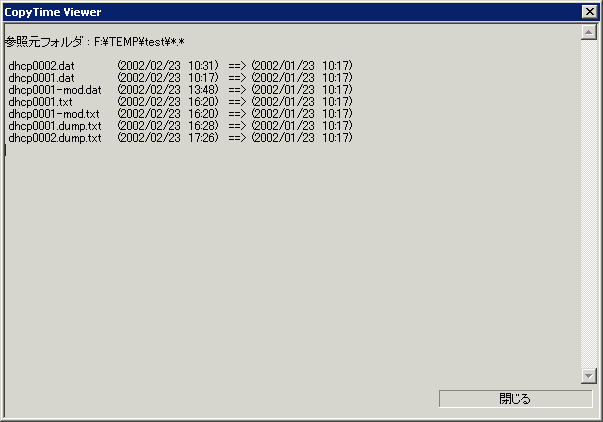 CopyTime Viewer
参照元フォルダ : F:¥TEMP¥test¥*.*
dhcp0002.dat (2002/02/23 10:31) ==> (2002/01/23 10:17)
dhcp0001.dat (2002/02/23 10:17) ==> (2002/01/23 10:17)
dhcp0001-mod.dat (2002/02/23 13:48) ==> (2002/01/23 10:17)
dhcp0001.txt (2002/02/23 16:20) ==> (2002/01/23 10:17)
dhcp0001-mod.txt (2002/02/23 16:20) ==> (2002/01/23 10:17)
dhcp0001.dump.txt (2002/02/23 16:28) ==> (2002/01/23 10:17)
dhcp0002.dump.txt (2002/02/23 17:26) ==> (2002/01/23 10:17)
閉じる